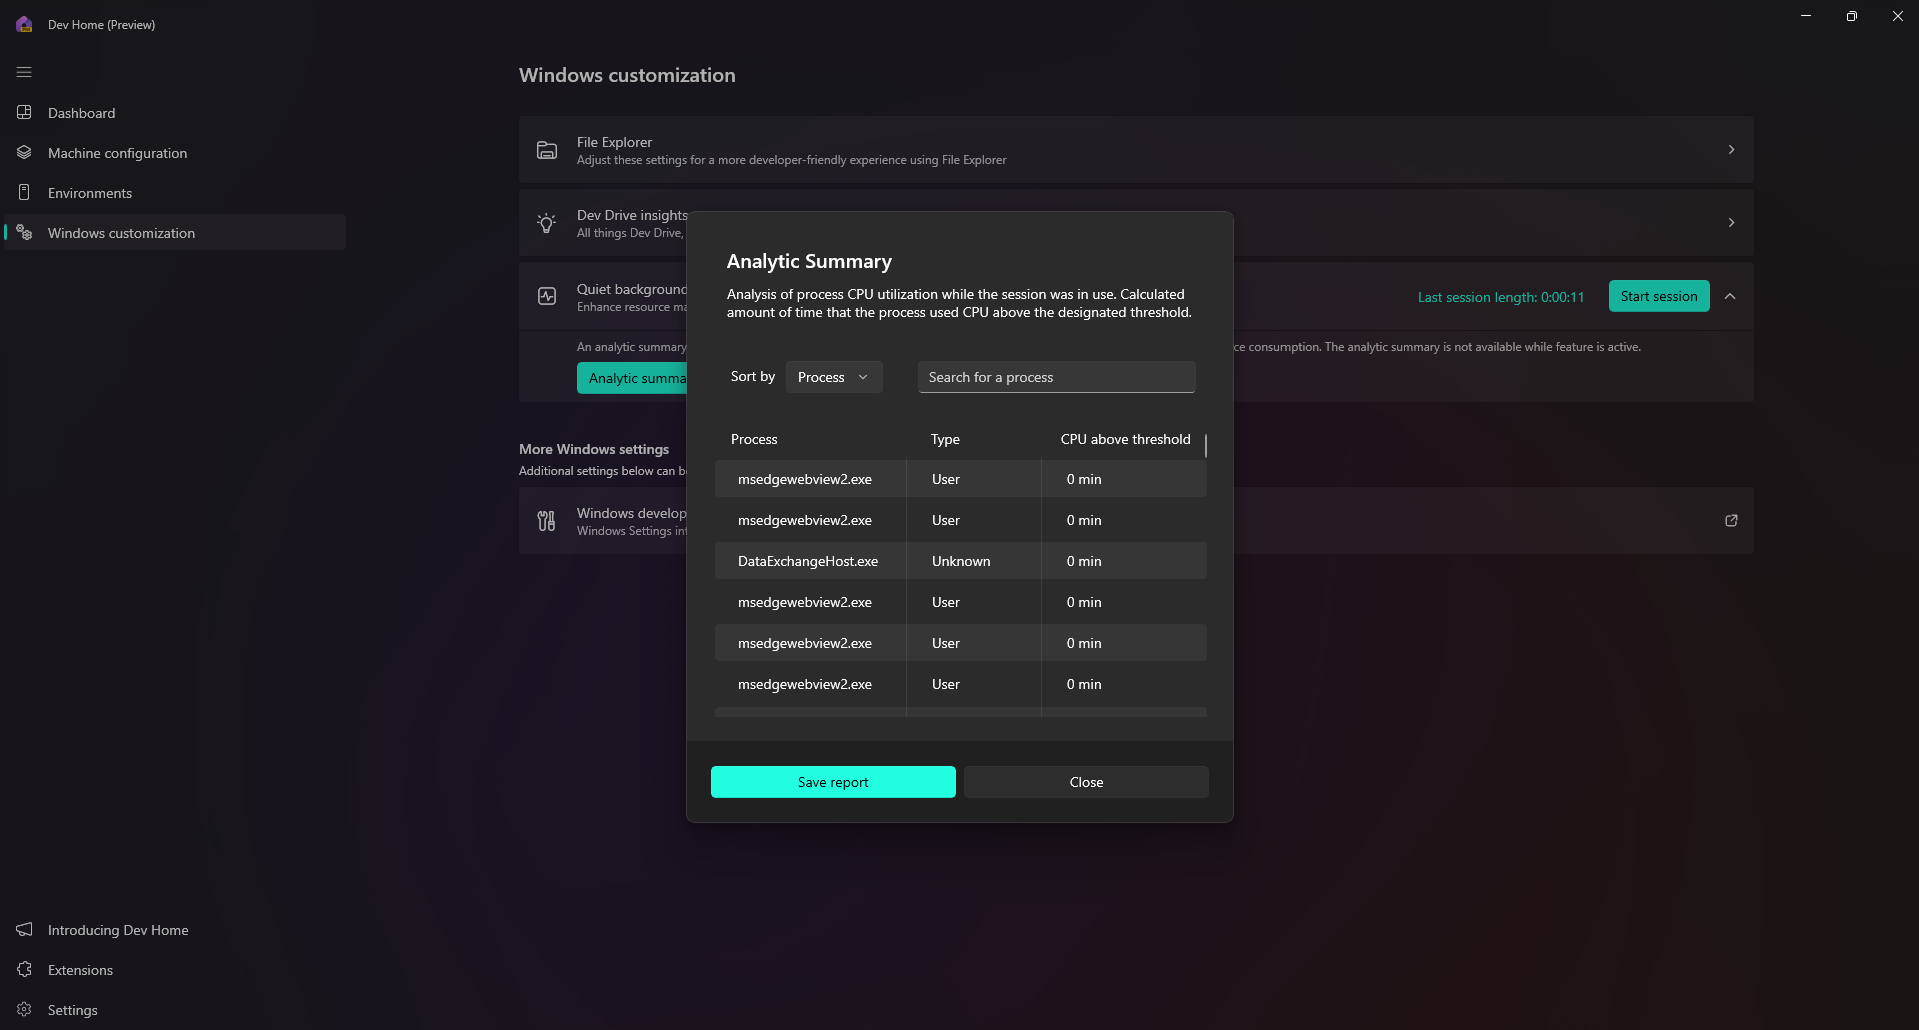 Dev Home (Preview)
Dashboard
Machine configuration
Environments
Windows customization
Introducing Dev Home
Extensions
Settings
Windows customization
File Explorer
Adjust these settings for a more developer-friendly experience using File Explorer
Dev Drive insights
All things Dev Drive,
Quiet background
Enhance resource
Last session length: 0:00:11
Start session
An analytic summary
ce consumption. The analytic summary is not available while feature is active.
Analytic summa
More Windows settings
Additional settings below can b
Windows develop
Windows Settings in
Analytic Summary
Analysis of process CPU utilization while the session was in use. Calculated
amount of time that the process used CPU above the designated threshold.
Sort by Process Search for a process
Process Type CPU above threshold
msedgewebview2.exe User 0 min
msedgewebview2.exe User 0 min
DataExchangeHost.exe Unknown 0 min
msedgewebview2.exe User 0 min
msedgewebview2.exe User 0 min
msedgewebview2.exe User 0 min
Save report Close